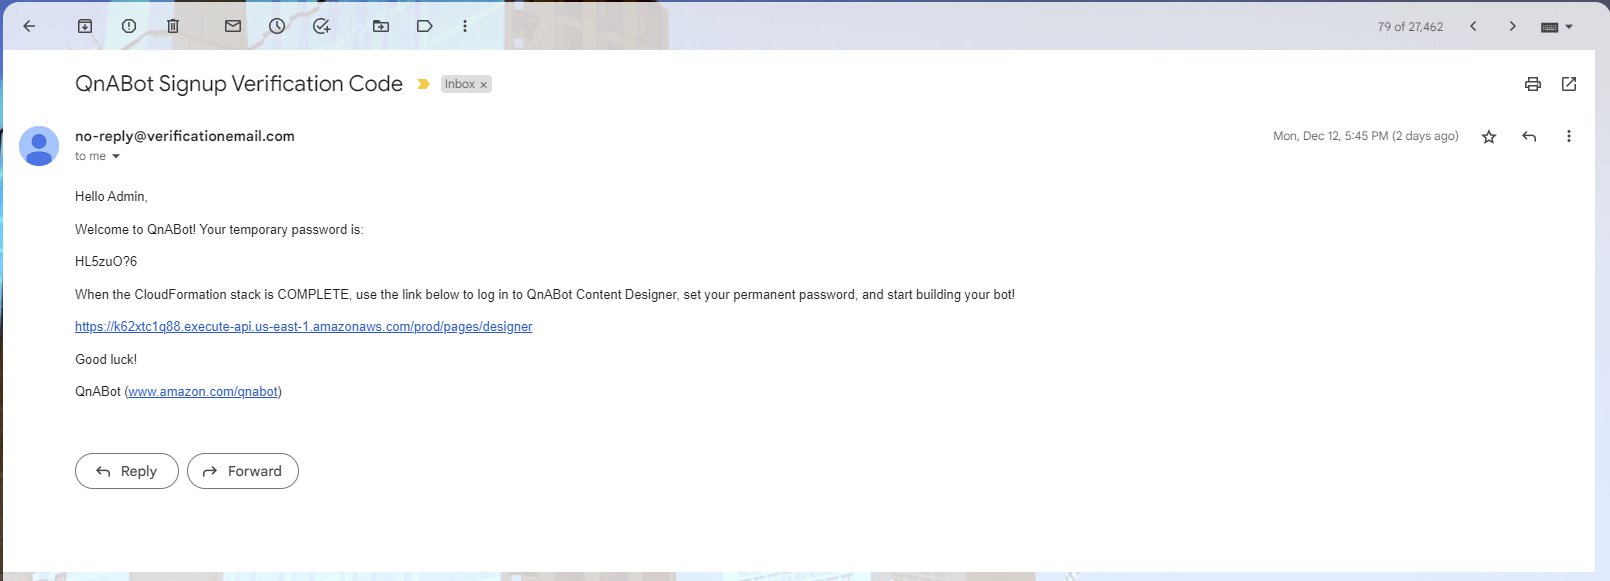 79 of 27,462
QnABot Signup Verification Code Inbox ×
no-reply@verificationemail.com Mon, Dec 12, 5:45 PM (2 days ago)
to me
Hello Admin,
Welcome to QnABot! Your temporary password is:
HL5zuO?6
When the CloudFormation stack is COMPLETE, use the link below to log in to QnABot Content Designer, set your permanent password, and start building your bot!
https://k62xtc1q88.execute-api.us-east-1.amazonaws.com/prod/pages/designer
Good luck!
QnABot (www.amazon.com/qnabot)
Reply Forward